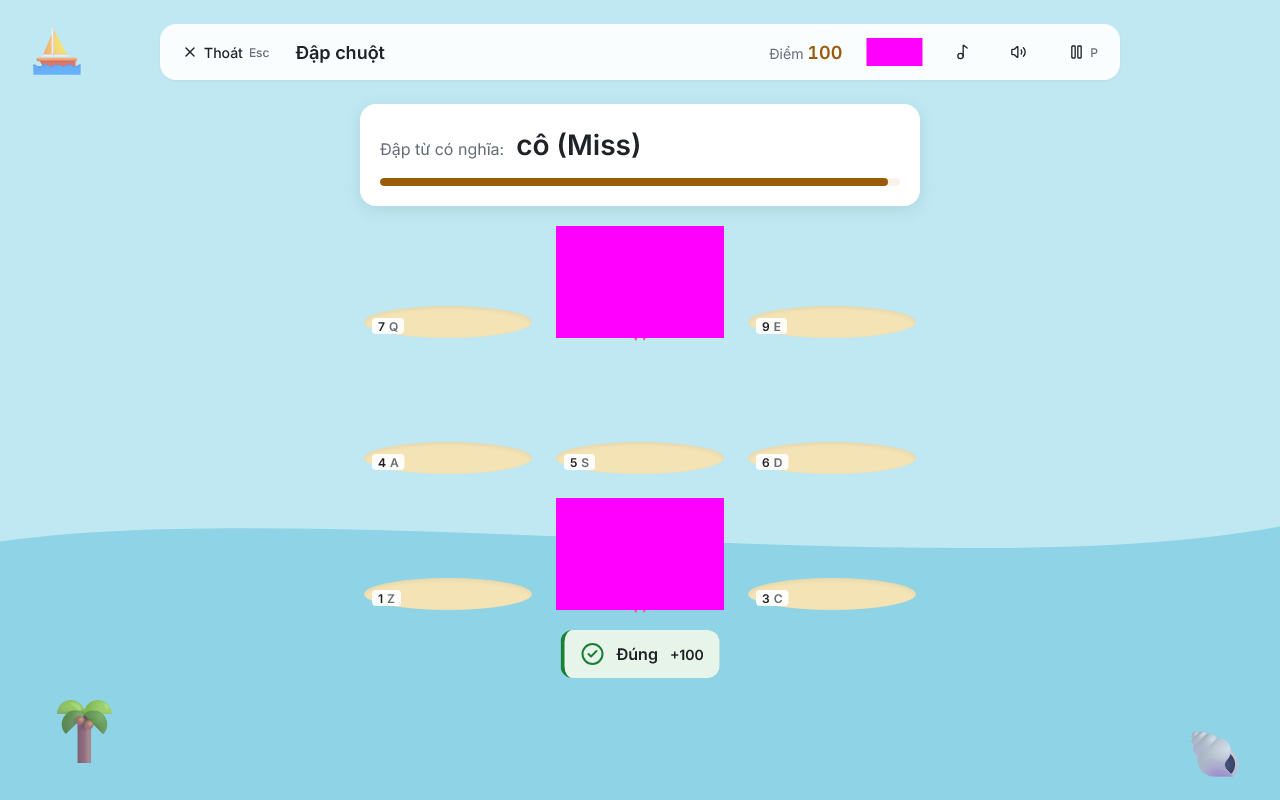 Thoát Esc Đập chuột Điểm 100 P
Đập từ có nghĩa: cô (Miss)
7 Q 9 E
4 A 5 S 6 D
1 Z 3 C
Đúng +100